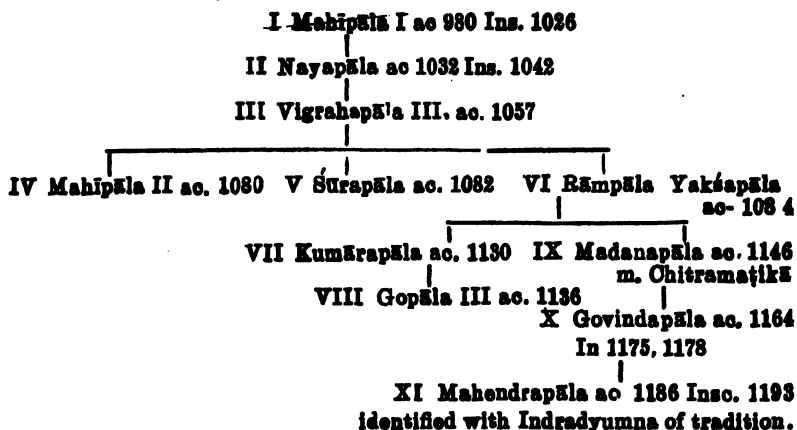 I Mahīpāla I ac 980 Ins. 1026
II Nayapāla ac 1032 Ins. 1042
III Vigrahapāla III. ac. 1057
IV Mahīpāla II ac. 1080 V Śūrapāla ac. 1082 VI Rāmpāla Yakśapāla
ac- 108 4
VII Kumārapāla ac. 1130 IX Madanapāla ac. 1146
m. Chitramaṭikā
VIII Gopāla III ac. 1136
X Govindapāla ac. 1164
In 1175, 1178
XI Mahendrapāla ac 1186 Insc. 1193
identified with Indradyumna of tradition.